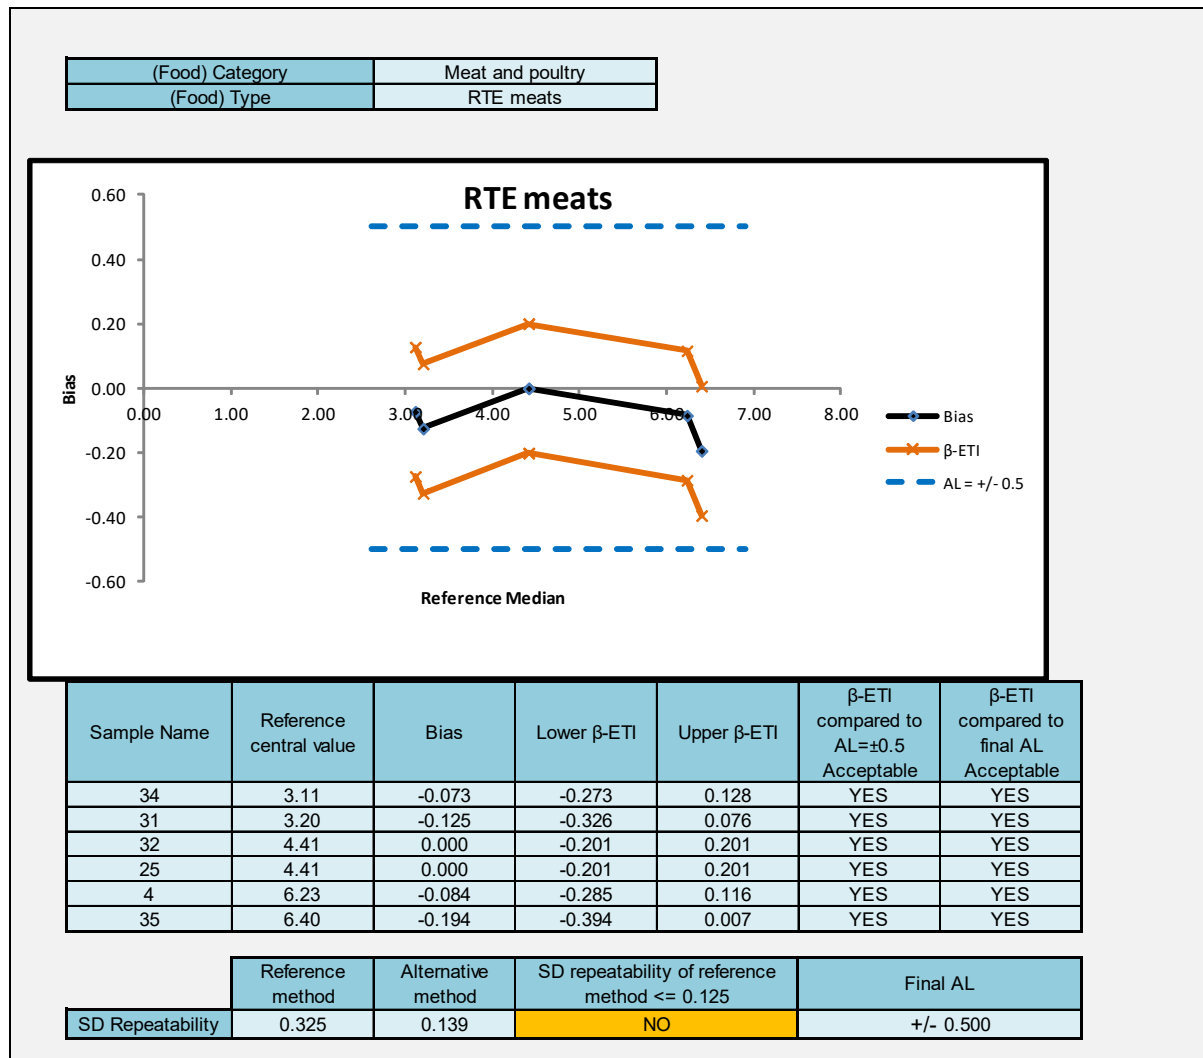 (Food) Category Meat and poultry
(Food) Type RTE meats
RTE meats
0.60
0.40
0.20
0.00
-0.20
-0.40
-0.60
0.00 1.00 2.00 3.00 4.00 5.00 6.00 7.00 8.00
Bias
Reference Median
Bias
β-ETI
AL = +/- 0.5
Sample Name Reference central value Bias Lower β-ETI Upper β-ETI β-ETI compared to AL=±0.5 Acceptable β-ETI compared to final AL Acceptable
34 3.11 -0.073 -0.273 0.128 YES YES
31 3.20 -0.125 -0.326 0.076 YES YES
32 4.41 0.000 -0.201 0.201 YES YES
25 4.41 0.000 -0.201 0.201 YES YES
4 6.23 -0.084 -0.285 0.116 YES YES
35 6.40 -0.194 -0.394 0.007 YES YES
Reference method Alternative method SD repeatability of reference method <= 0.125 Final AL
SD Repeatability 0.325 0.139 NO +/- 0.500